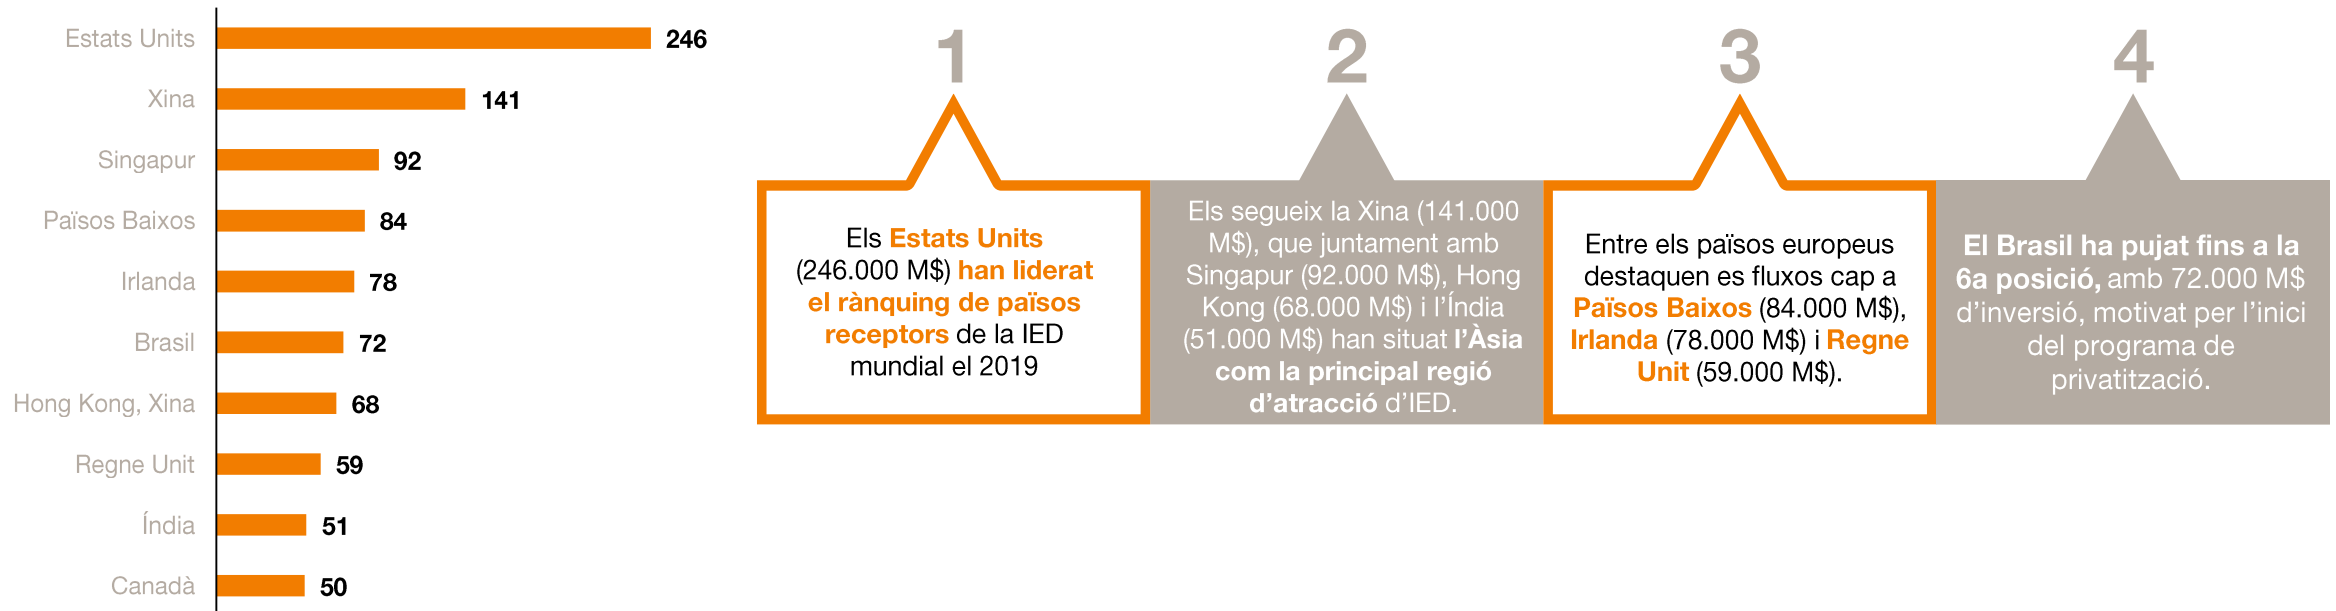 Estats Units 246
Xina 141
Singapur 92
Països Baixos 84
Irlanda 78
Brasil 72
Hong Kong, Xina 68
Regne Unit 59
Índia 51
Canadà 50
1
Els Estats Units
(246.000 M$) han liderat
el rànquing de països
receptors de la IED
mundial el 2019
2
Els segueix la Xina (141.000
M$), que juntament amb
Singapur (92.000 M$), Hong
Kong (68.000 M$) i l’Índia
(51.000 M$) han situat l’Àsia
com la principal regió
d’atracció d’IED.
3
Entre els països europeus
destaquen es fluxos cap a
Països Baixos (84.000 M$),
Irlanda (78.000 M$) i Regne
Unit (59.000 M$).
4
El Brasil ha pujat fins a la
6a posició, amb 72.000 M$
d’inversió, motivat per l’inici
del programa de
privatització.